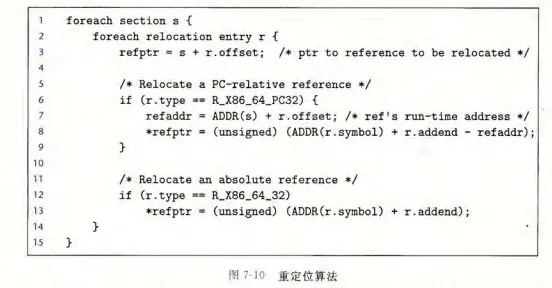 1 foreach section s {
2 foreach relocation entry r {
3 refptr = s + r.offset; /* ptr to reference to be relocated */
4
5 /* Relocate a PC-relative reference */
6 if (r.type == R_X86_64_PC32) {
7 refaddr = ADDR(s) + r.offset; /* ref's run-time address */
8 *refptr = (unsigned) (ADDR(r.symbol) + r.addend - refaddr);
9 }
10
11 /* Relocate an absolute reference */
12 if (r.type == R_X86_64_32)
13 *refptr = (unsigned) (ADDR(r.symbol) + r.addend);
14 }
15 }
图 7-10 重定位算法